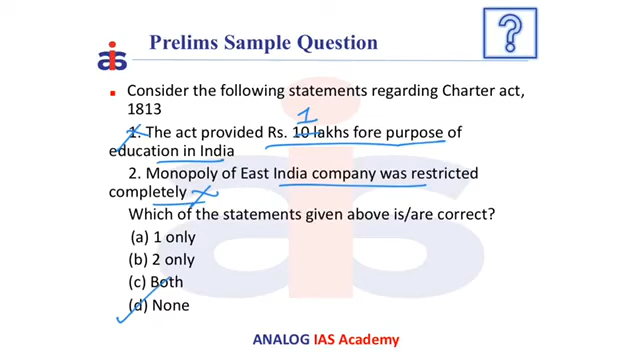 Prelims Sample Question
?
ias
Consider the following statements regarding Charter act,
1813
1
1. The act provided Rs. 10 lakhs fore purpose of
education in India
2. Monopoly of East India company was restricted
completely
Which of the statements given above is/are correct?
(a) 1 only
(b) 2 only
(c) Both
(d) None
ANALOG IAS Academy